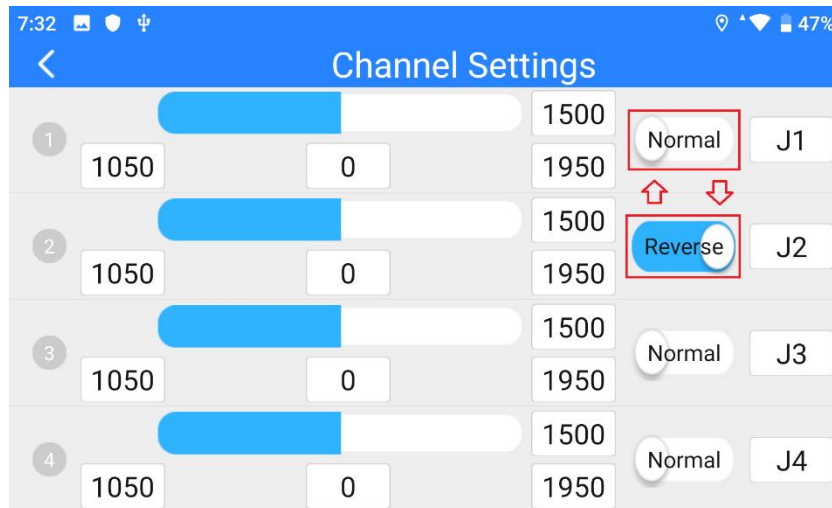 7:32 47%
Channel Settings
1 1500 Normal J1
1050 0 1950
2 1500 Reverse J2
1050 0 1950
3 1500 Normal J3
1050 0 1950
4 1500 Normal J4
1050 0 1950